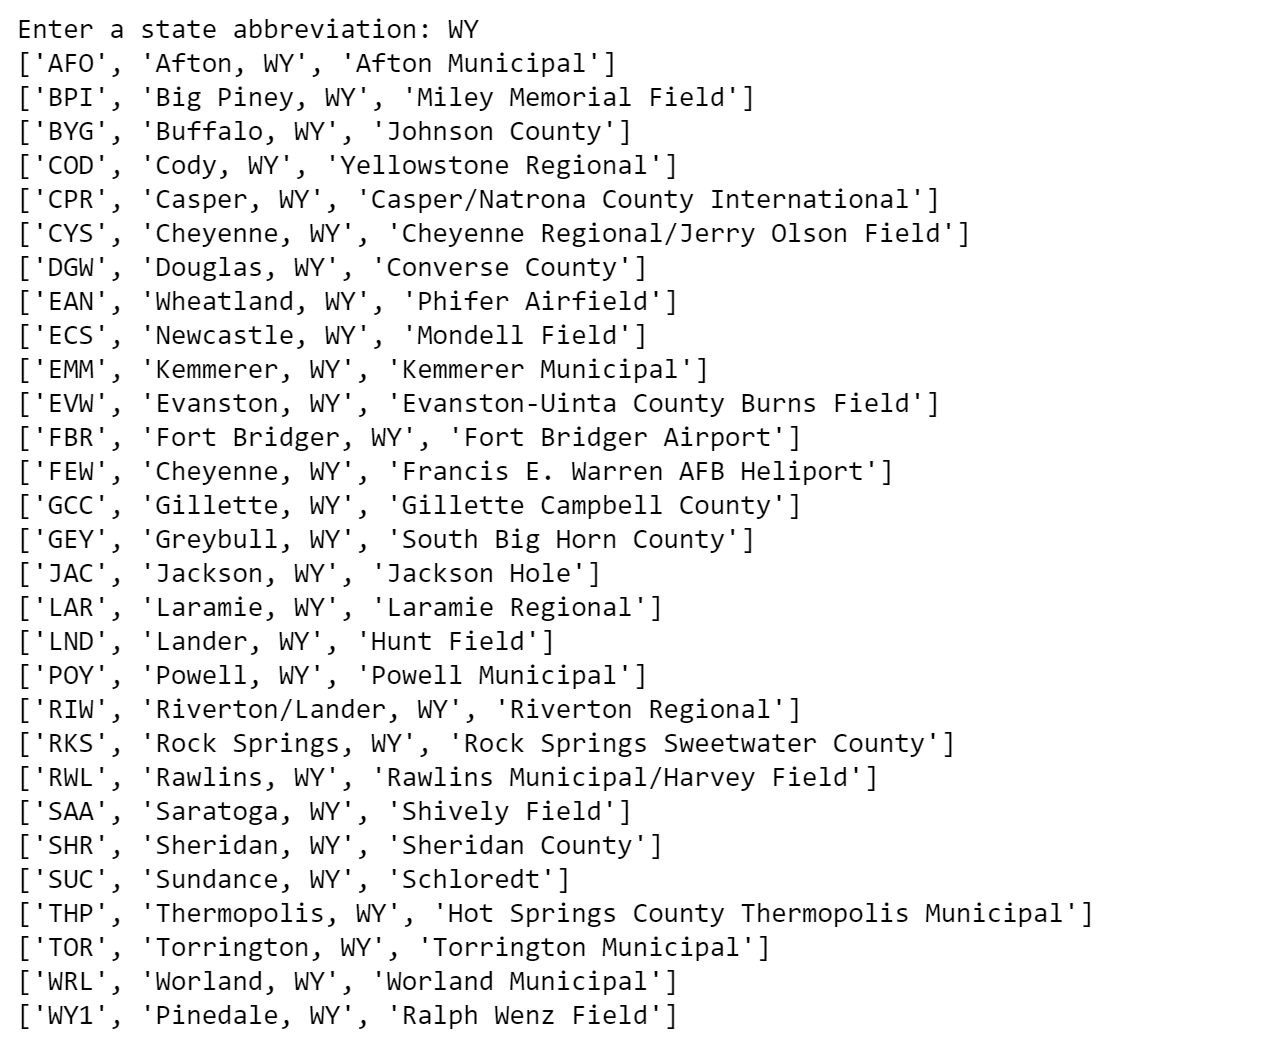 Enter a state abbreviation: WY
['AFO', 'Afton, WY', 'Afton Municipal']
['BPI', 'Big Piney, WY', 'Miley Memorial Field']
['BYG', 'Buffalo, WY', 'Johnson County']
['COD', 'Cody, WY', 'Yellowstone Regional']
['CPR', 'Casper, WY', 'Casper/Natrona County International']
['CYS', 'Cheyenne, WY', 'Cheyenne Regional/Jerry Olson Field']
['DGW', 'Douglas, WY', 'Converse County']
['EAN', 'Wheatland, WY', 'Phifer Airfield']
['ECS', 'Newcastle, WY', 'Mondell Field']
['EMM', 'Kemmerer, WY', 'Kemmerer Municipal']
['EVW', 'Evanston, WY', 'Evanston-Uinta County Burns Field']
['FBR', 'Fort Bridger, WY', 'Fort Bridger Airport']
['FEW', 'Cheyenne, WY', 'Francis E. Warren AFB Heliport']
['GCC', 'Gillette, WY', 'Gillette Campbell County']
['GEY', 'Greybull, WY', 'South Big Horn County']
['JAC', 'Jackson, WY', 'Jackson Hole']
['LAR', 'Laramie, WY', 'Laramie Regional']
['LND', 'Lander, WY', 'Hunt Field']
['POY', 'Powell, WY', 'Powell Municipal']
['RIW', 'Riverton/Lander, WY', 'Riverton Regional']
['RKS', 'Rock Springs, WY', 'Rock Springs Sweetwater County']
['RWL', 'Rawlins, WY', 'Rawlins Municipal/Harvey Field']
['SAA', 'Saratoga, WY', 'Shively Field']
['SHR', 'Sheridan, WY', 'Sheridan County']
['SUC', 'Sundance, WY', 'Schloredt']
['THP', 'Thermopolis, WY', 'Hot Springs County Thermopolis Municipal']
['TOR', 'Torrington, WY', 'Torrington Municipal']
['WRL', 'Worland, WY', 'Worland Municipal']
['WY1', 'Pinedale, WY', 'Ralph Wenz Field']